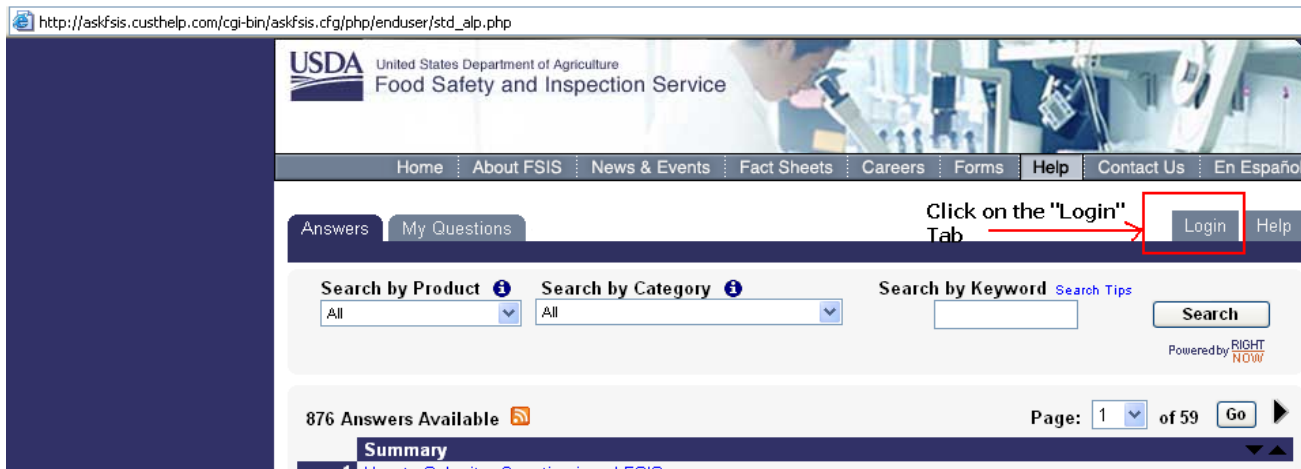 http://askfsis.custhelp.com/cgi-bin/askfsis.cfg/php/enduser/std_alp.php
USDA United States Department of Agriculture
Food Safety and Inspection Service
Home About FSIS News & Events Fact Sheets Careers Forms Help Contact Us En Españo
Click on the "Login"
Tab
Answers My Questions Login Help
Search by Product Search by Category Search by Keyword Search Tips
All All Search
Powered by RIGHT
NOW
876 Answers Available Page: 1 of 59 Go
Summary